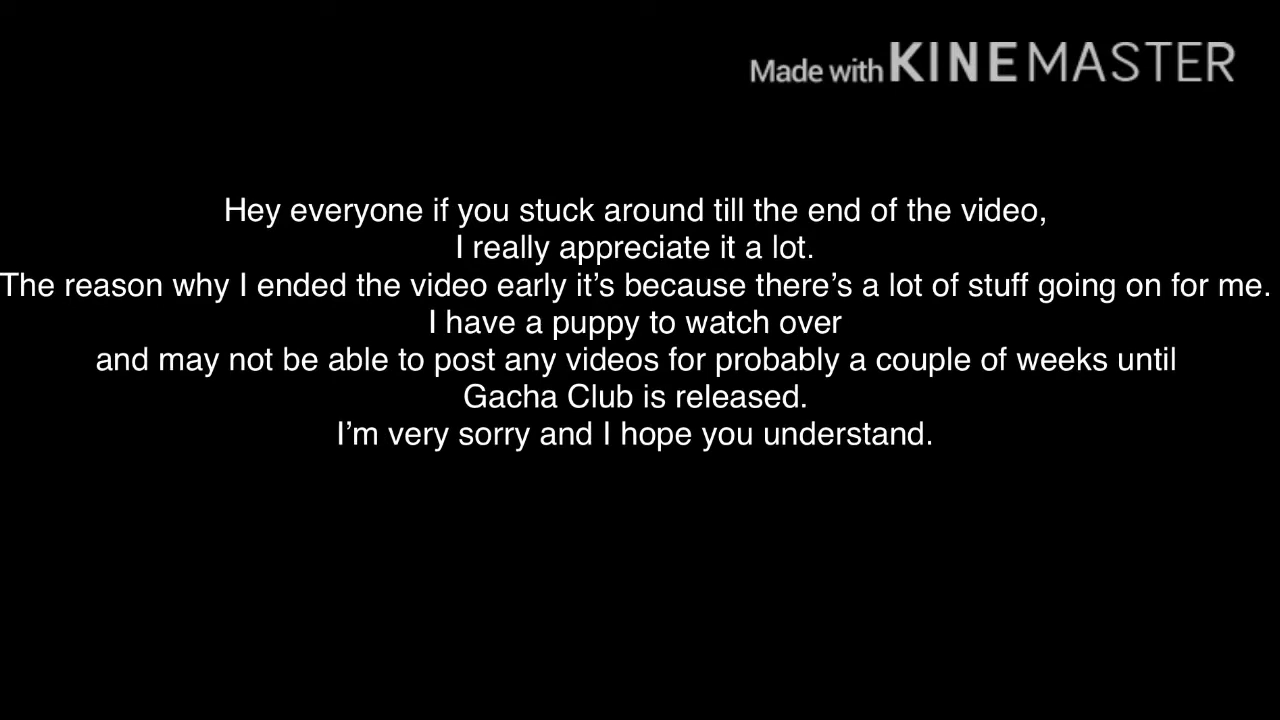 Made with KINEMASTER
Hey everyone if you stuck around till the end of the video,
I really appreciate it a lot.
The reason why I ended the video early it’s because there’s a lot of stuff going on for me.
I have a puppy to watch over
and may not be able to post any videos for probably a couple of weeks until
Gacha Club is released.
I’m very sorry and I hope you understand.